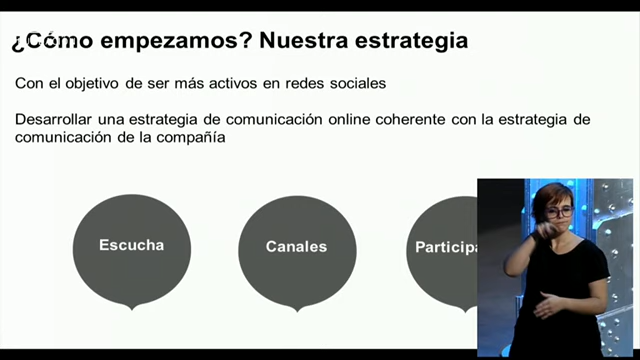 ¿Cómo empezamos? Nuestra estrategia
Con el objetivo de ser más activos en redes sociales
Desarrollar una estrategia de comunicación online coherente con la estrategia de
comunicación de la compañía
Escucha
Canales